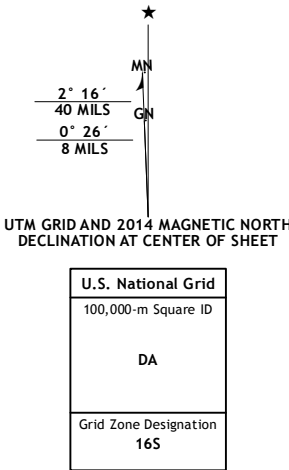 ★
MN
2° 16´
40 MILS
GN
0° 26´
8 MILS
UTM GRID AND 2014 MAGNETIC NORTH
DECLINATION AT CENTER OF SHEET
U.S. National Grid
100,000-m Square ID
DA
Grid Zone Designation
16S